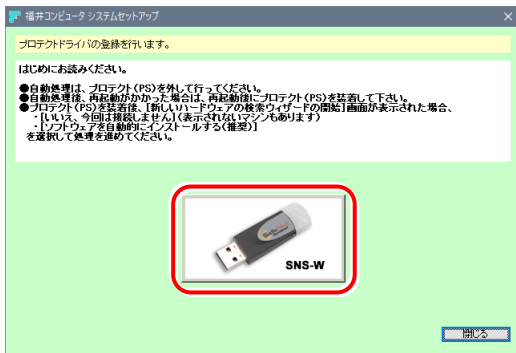 福井コンピュータ システムセットアップ
プロテクトドライバの登録を行います。
はじめにお読みください。
●自動処理は、プロテクト(PS)を外して行ってください。
●自動処理後、再起動がかかった場合は、再起動後にプロテクト(PS)を装着して下さい。
●プロテクト(PS)を装着後、[新しいハードウェアの検索ウィザードの開始]画面が表示された場合、
・[いいえ、今回は接続しません](表示されないマシンもあります)
・[ソフトウェアを自動的にインストールする(推奨)]
を選択して処理を進めてください。
SNS-W
閉じる